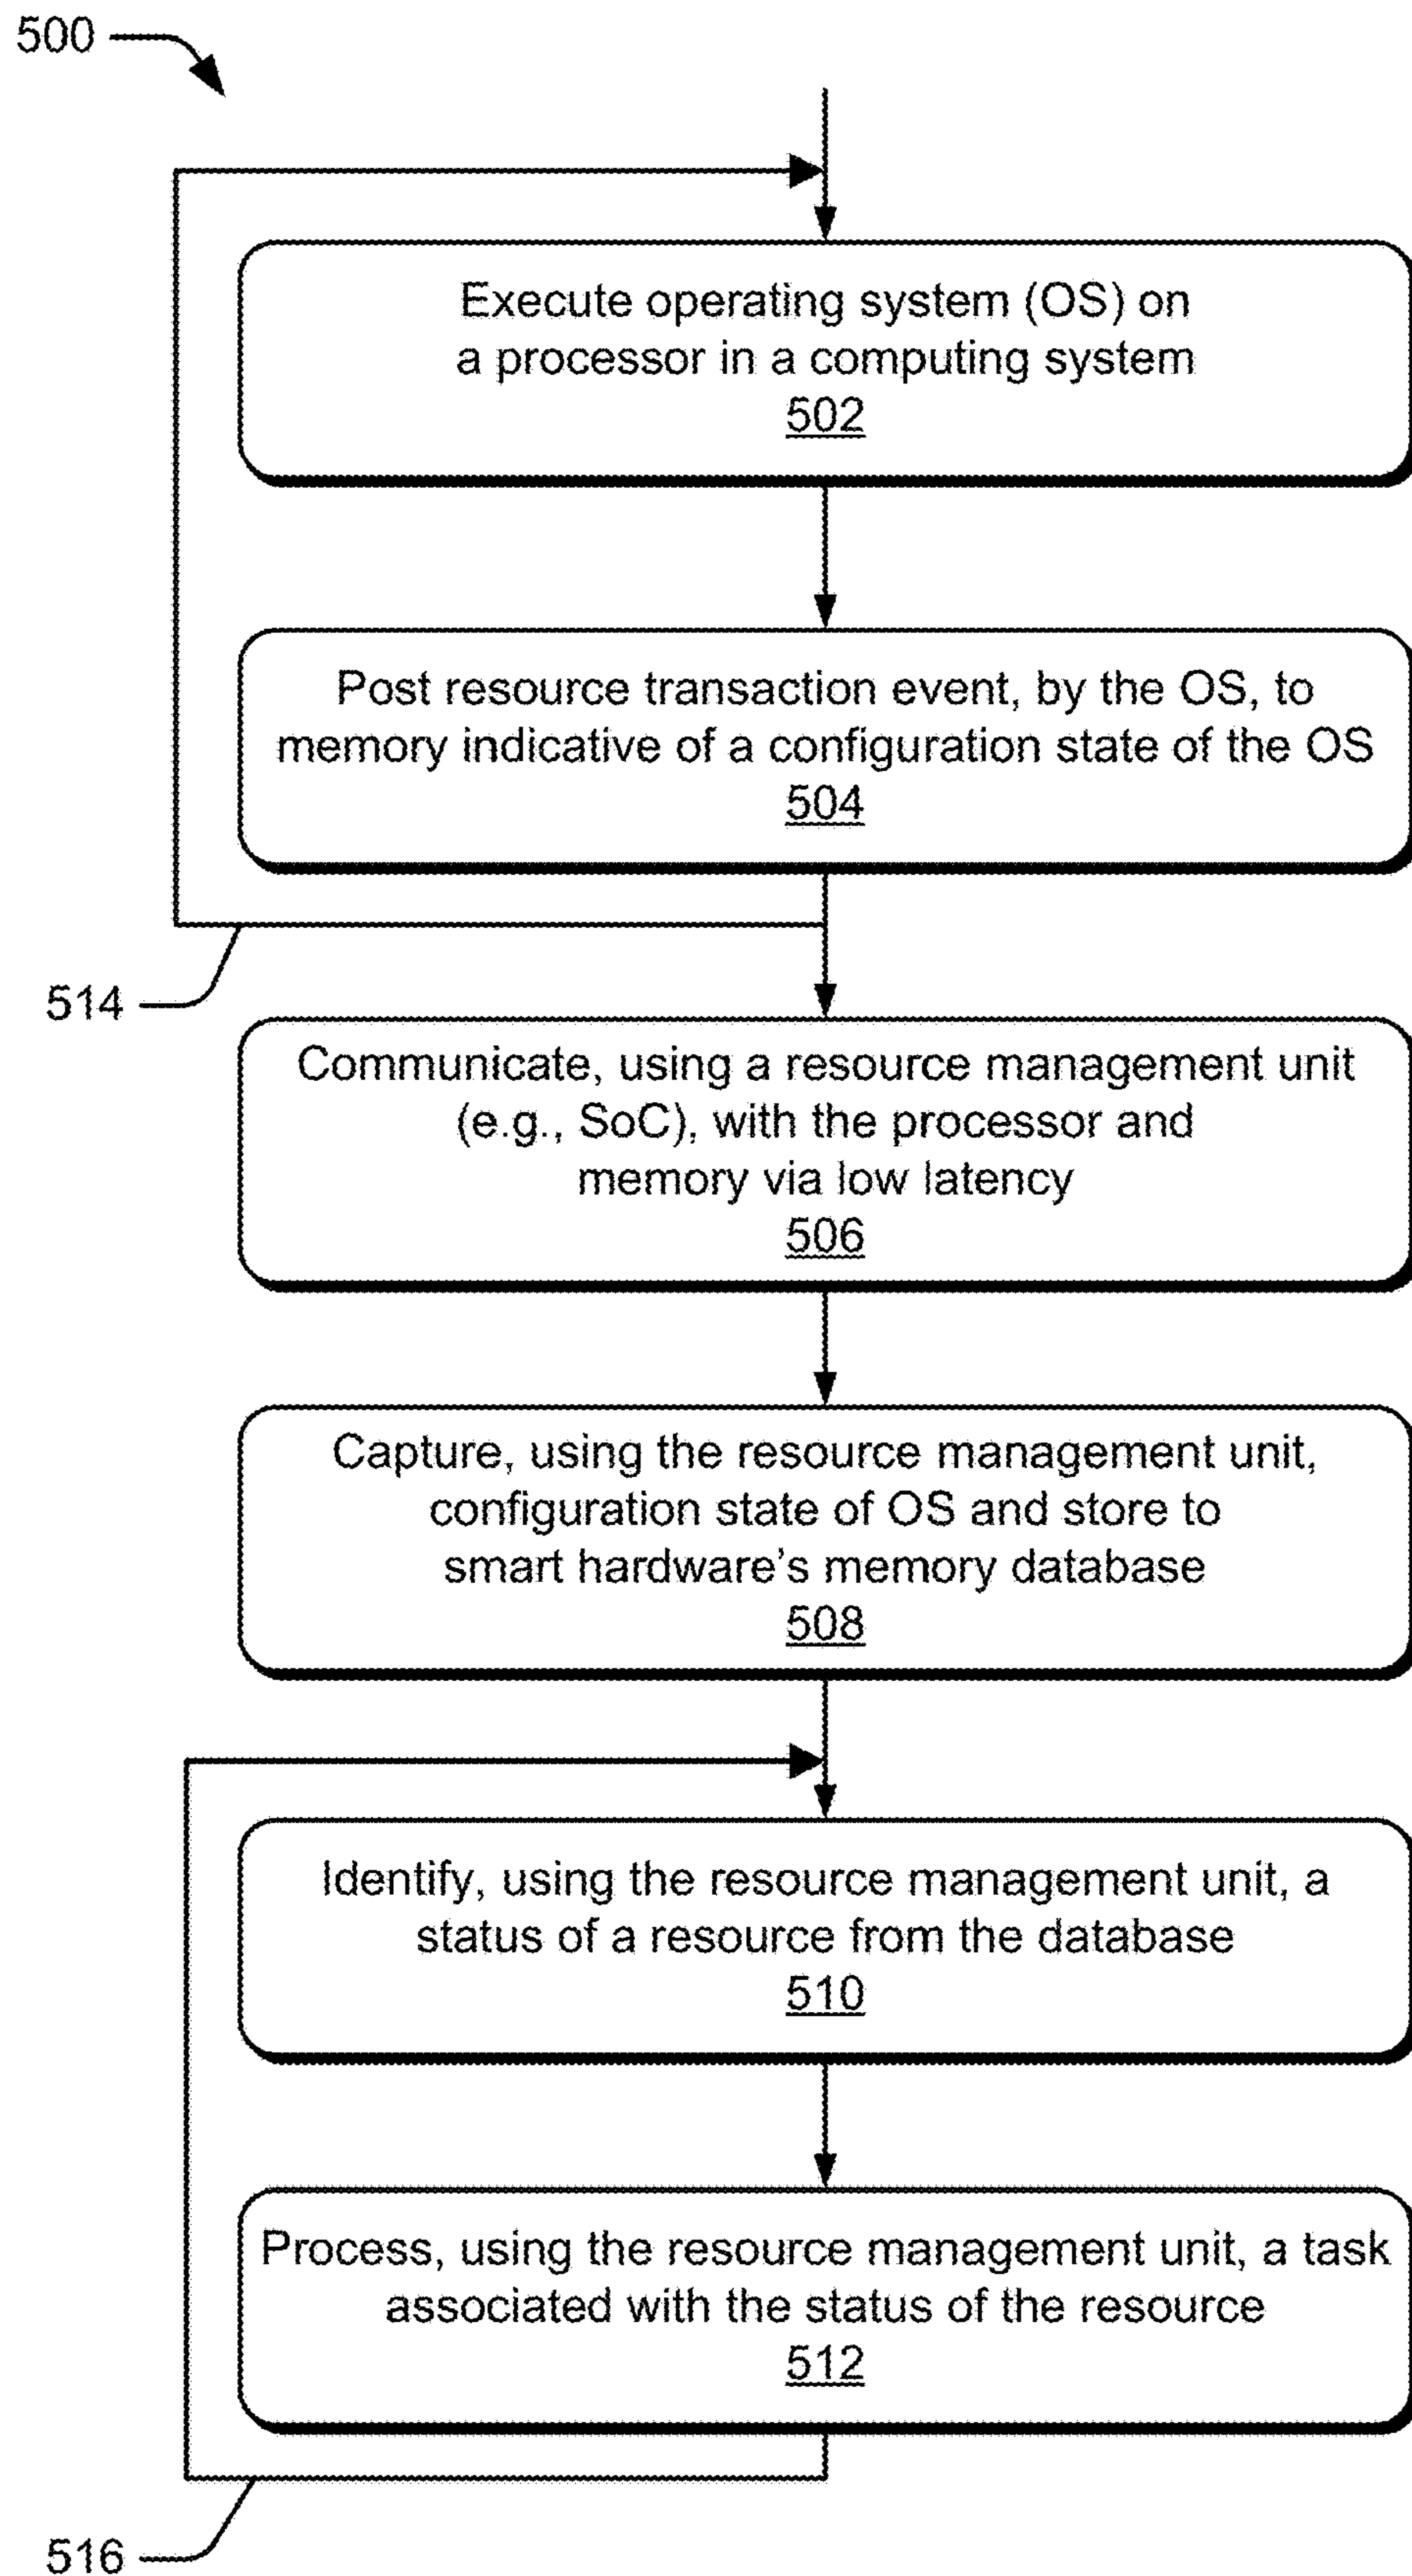 500
Execute operating system (OS) on
a processor in a computing system
502
Post resource transaction event, by the OS, to
memory indicative of a configuration state of the OS
504
514
Communicate, using a resource management unit
(e.g., SoC), with the processor and
memory via low latency
506
Capture, using the resource management unit,
configuration state of OS and store to
smart hardware's memory database
508
Identify, using the resource management unit, a
status of a resource from the database
510
Process, using the resource management unit, a task
associated with the status of the resource
512
516